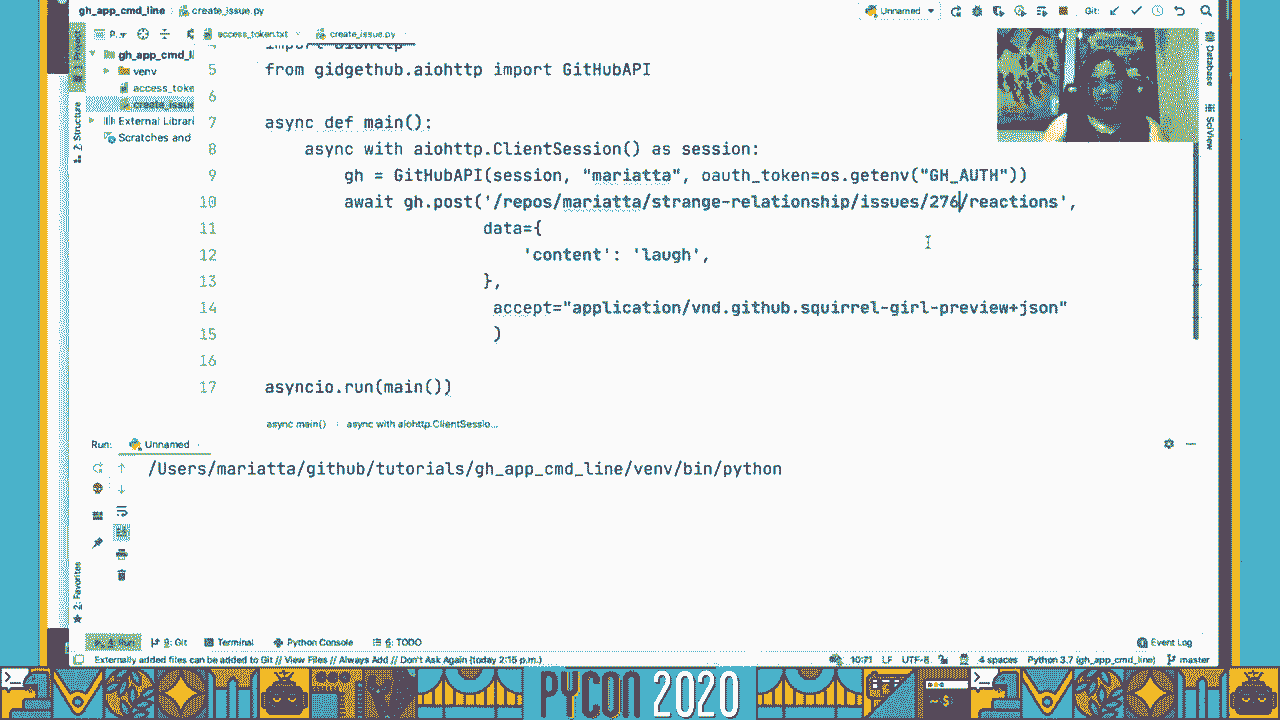 gh_app_cmd_line create_issue.py Unnamed Git:
P... access_token.txt create_issue.py
1: Project
gh_app_cmd_li
venv
access_toke
create_issue
External Librari
Scratches and
Z: Structure
Database
SciView
4 import aiohttp
5 from gidgethub.aiohttp import GitHubAPI
6
7 async def main():
8 async with aiohttp.ClientSession() as session:
9 gh = GitHubAPI(session, "mariatta", oauth_token=os.getenv("GH_AUTH"))
10 await gh.post('/repos/mariatta/strange-relationship/issues/276/reactions',
11 data={
12 'content': 'laugh',
13 },
14 accept="application/vnd.github.squirrel-girl-preview+json"
15 )
16
17 asyncio.run(main())
async main() › async with aiohttp.ClientSessio...
Run: Unnamed
/Users/mariatta/github/tutorials/gh_app_cmd_line/venv/bin/python
2: Favorites
4: Run 9: Git Terminal Python Console 6: TODO Event Log
Externally added files can be added to Git // View Files // Always Add // Don't Ask Again (today 2:15 p.m.) 10:71 LF UTF-8 4 spaces Python 3.7 (gh_app_cmd_line) master
PYCON 2020